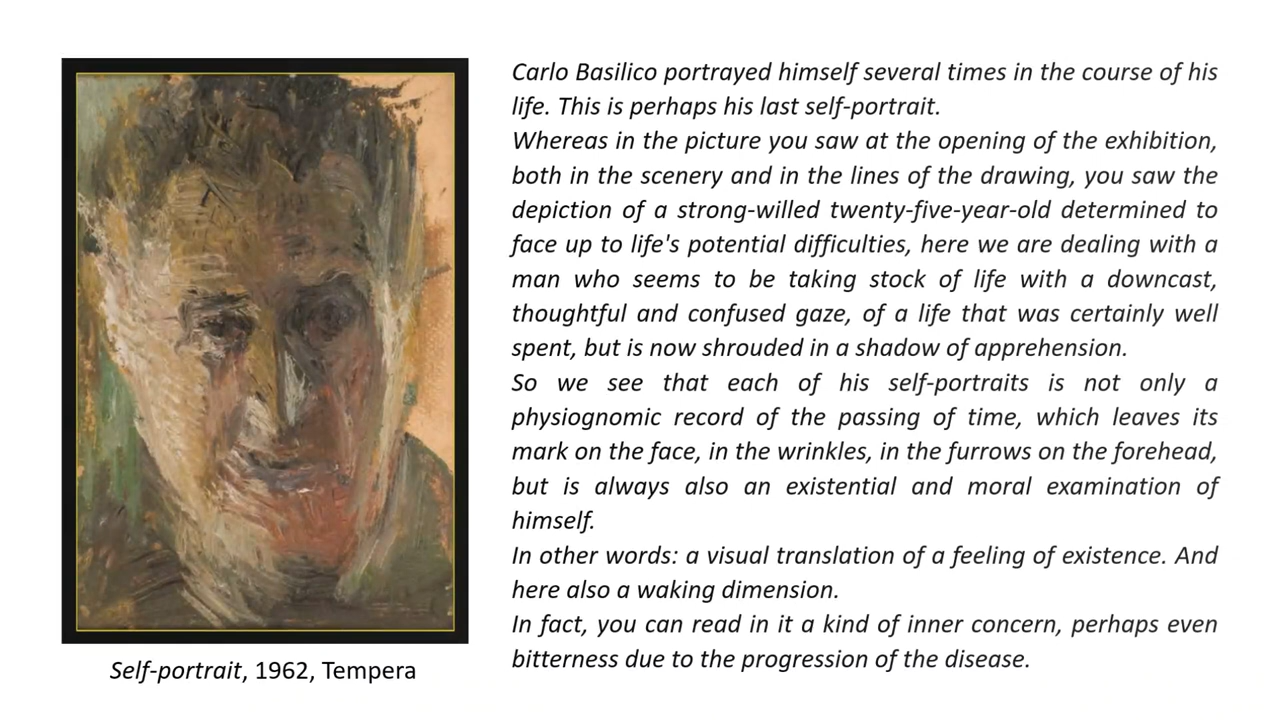 Carlo Basilico portrayed himself several times in the course of his
life. This is perhaps his last self-portrait.
Whereas in the picture you saw at the opening of the exhibition,
both in the scenery and in the lines of the drawing, you saw the
depiction of a strong-willed twenty-five-year-old determined to
face up to life's potential difficulties, here we are dealing with a
man who seems to be taking stock of life with a downcast,
thoughtful and confused gaze, of a life that was certainly well
spent, but is now shrouded in a shadow of apprehension.
So we see that each of his self-portraits is not only a
physiognomic record of the passing of time, which leaves its
mark on the face, in the wrinkles, in the furrows on the forehead,
but is always also an existential and moral examination of
himself.
In other words: a visual translation of a feeling of existence. And
here also a waking dimension.
In fact, you can read in it a kind of inner concern, perhaps even
bitterness due to the progression of the disease.
Self-portrait, 1962, Tempera